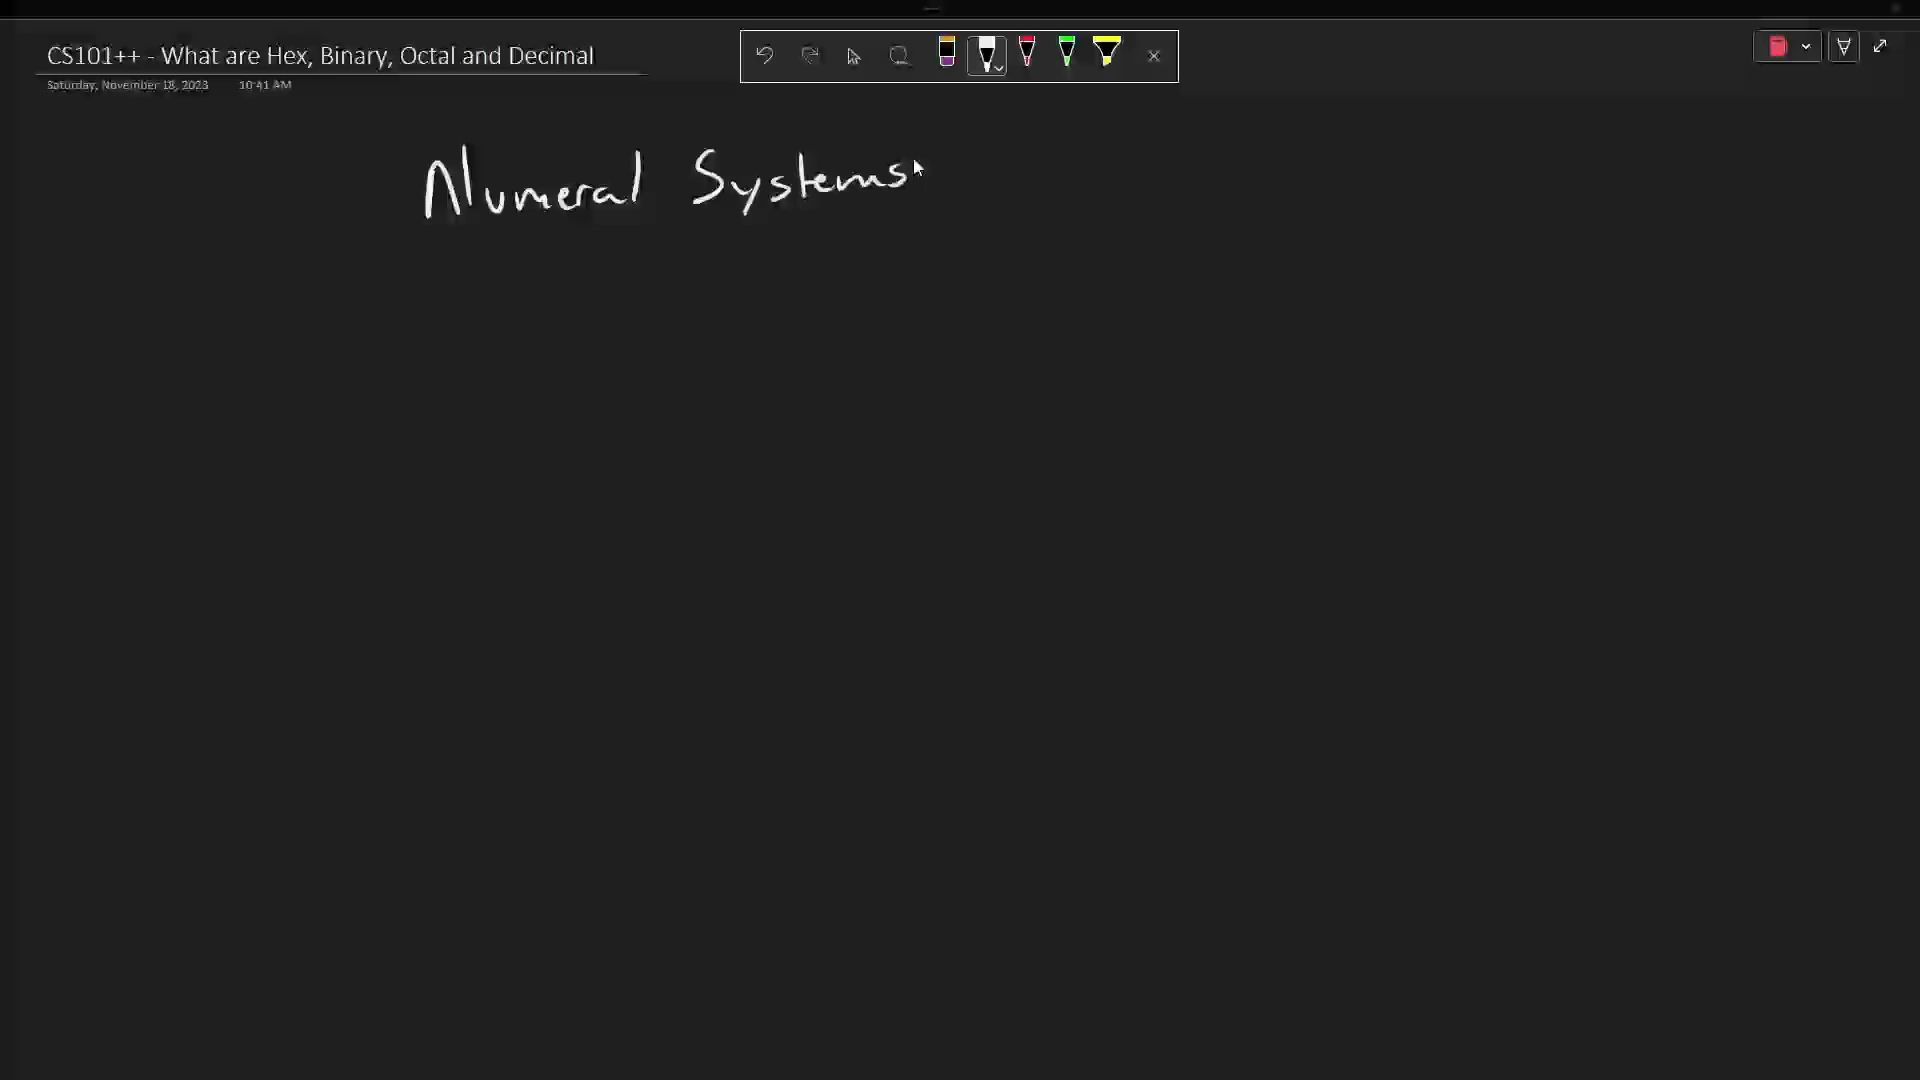 CS101++ - What are Hex, Binary, Octal and Decimal
Saturday, November 18, 2023 10:41 AM
Numeral Systems